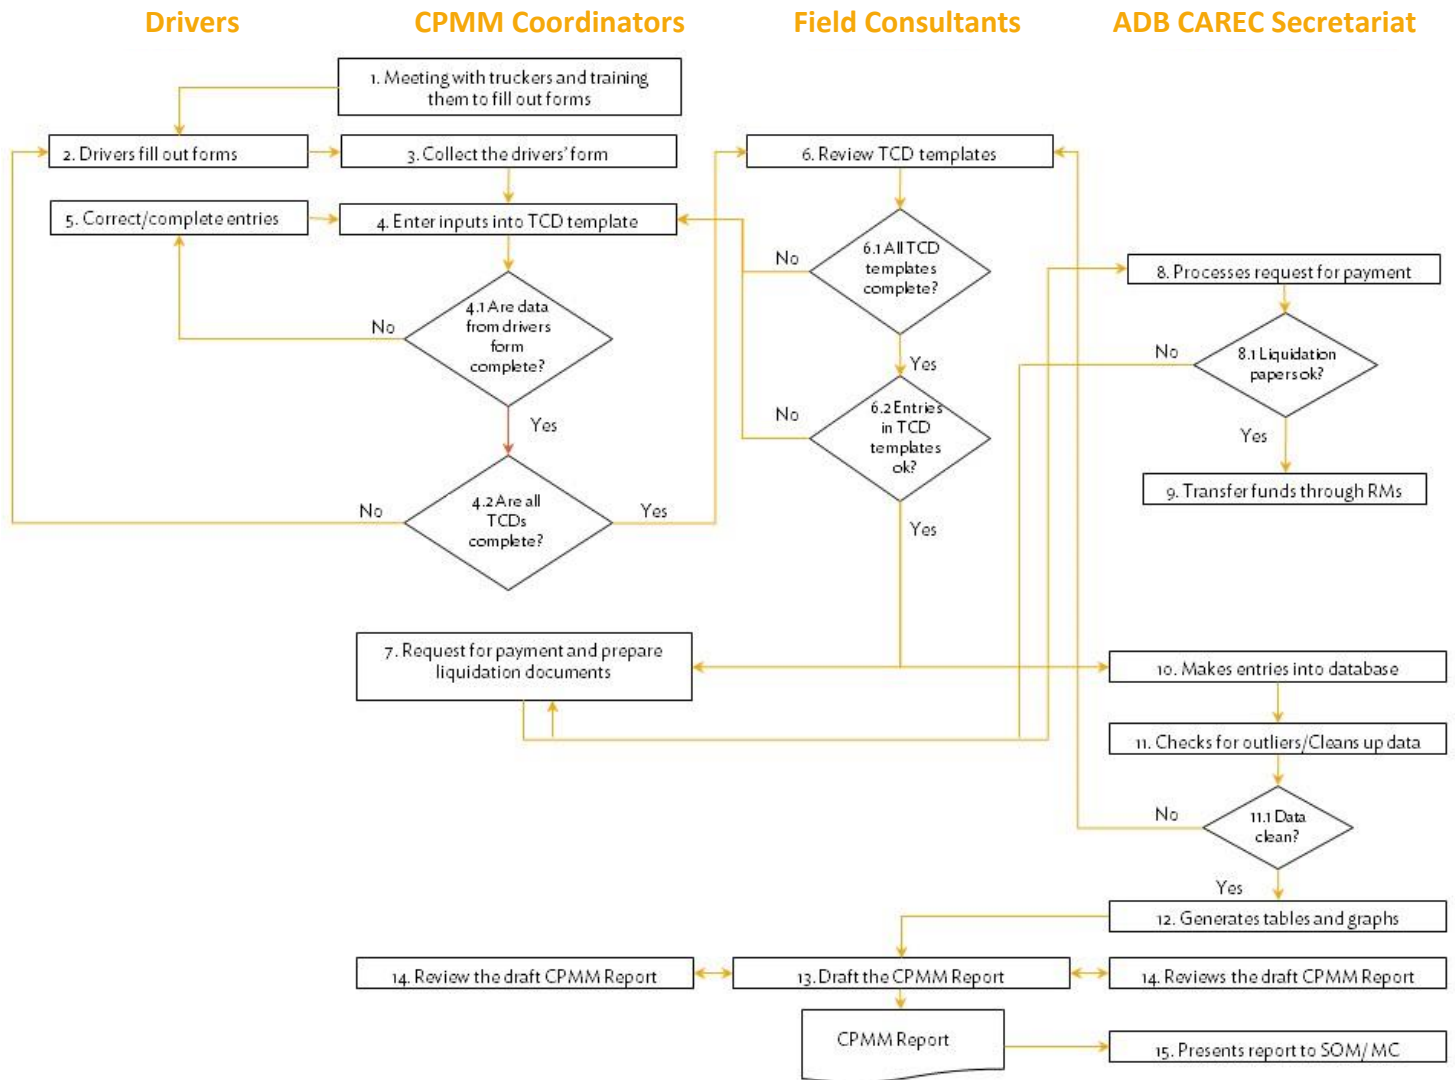 Drivers
CPMM Coordinators
Field Consultants
ADB CAREC Secretariat
1. Meeting with truckers and training
them to fill out forms
2. Drivers fill out forms
3. Collect the drivers' form
6. Review TCD templates
5. Correct/complete entries
4. Enter inputs into TCD template
No
6.1 All TCD
templates
complete?
8. Processes request for payment
No
4.1 Are data
from drivers
form
complete?
Yes
No
8.1 Liquidation
papers ok?
Yes
No
6.2 Entries
in TCD
templates
ok?
Yes
9. Transfer funds through RMs
No
4.2 Are all
TCDs
complete?
Yes
Yes
7. Request for payment and prepare
liquidation documents
10. Makes entries into database
11. Checks for outliers/Cleans up data
No
11.1 Data
clean?
Yes
12. Generates tables and graphs
14. Review the draft CPMM Report
13. Draft the CPMM Report
14. Reviews the draft CPMM Report
CPMM Report
15. Presents report to SOM/ MC